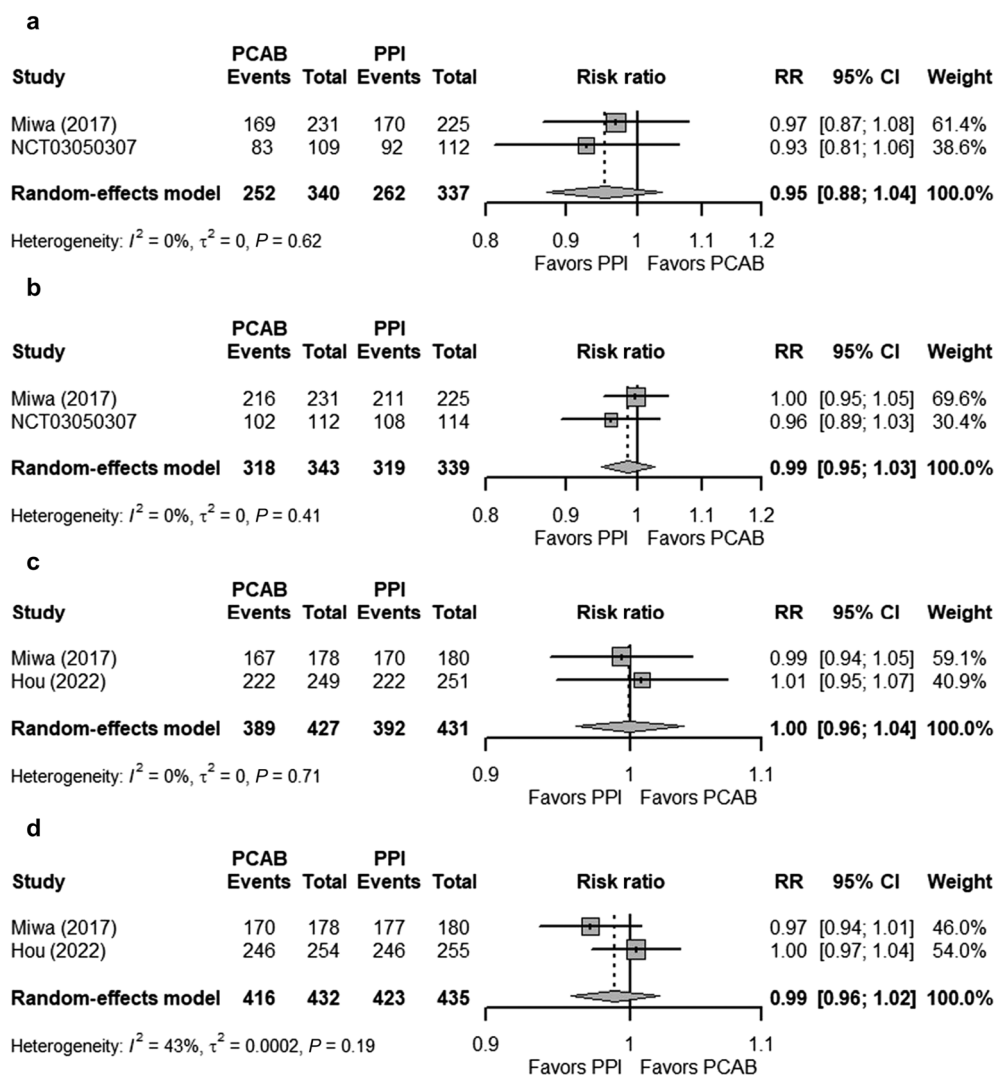 a
PCAB PPI
Study Events Total Events Total Risk ratio RR 95% CI Weight
Miwa (2017) 169 231 170 225 0.97 [0.87; 1.08] 61.4%
NCT03050307 83 109 92 112 0.93 [0.81; 1.06] 38.6%
Random-effects model 252 340 262 337 0.95 [0.88; 1.04] 100.0%
Heterogeneity: I² = 0%, τ² = 0, P = 0.62
0.8 0.9 1 1.1 1.2
Favors PPI Favors PCAB
b
PCAB PPI
Study Events Total Events Total Risk ratio RR 95% CI Weight
Miwa (2017) 216 231 211 225 1.00 [0.95; 1.05] 69.6%
NCT03050307 102 112 108 114 0.96 [0.89; 1.03] 30.4%
Random-effects model 318 343 319 339 0.99 [0.95; 1.03] 100.0%
Heterogeneity: I² = 0%, τ² = 0, P = 0.41
0.8 0.9 1 1.1 1.2
Favors PPI Favors PCAB
c
PCAB PPI
Study Events Total Events Total Risk ratio RR 95% CI Weight
Miwa (2017) 167 178 170 180 0.99 [0.94; 1.05] 59.1%
Hou (2022) 222 249 222 251 1.01 [0.95; 1.07] 40.9%
Random-effects model 389 427 392 431 1.00 [0.96; 1.04] 100.0%
Heterogeneity: I² = 0%, τ² = 0, P = 0.71
0.9 1 1.1
Favors PPI Favors PCAB
d
PCAB PPI
Study Events Total Events Total Risk ratio RR 95% CI Weight
Miwa (2017) 170 178 177 180 0.97 [0.94; 1.01] 46.0%
Hou (2022) 246 254 246 255 1.00 [0.97; 1.04] 54.0%
Random-effects model 416 432 423 435 0.99 [0.96; 1.02] 100.0%
Heterogeneity: I² = 43%, τ² = 0.0002, P = 0.19
0.9 1 1.1
Favors PPI Favors PCAB